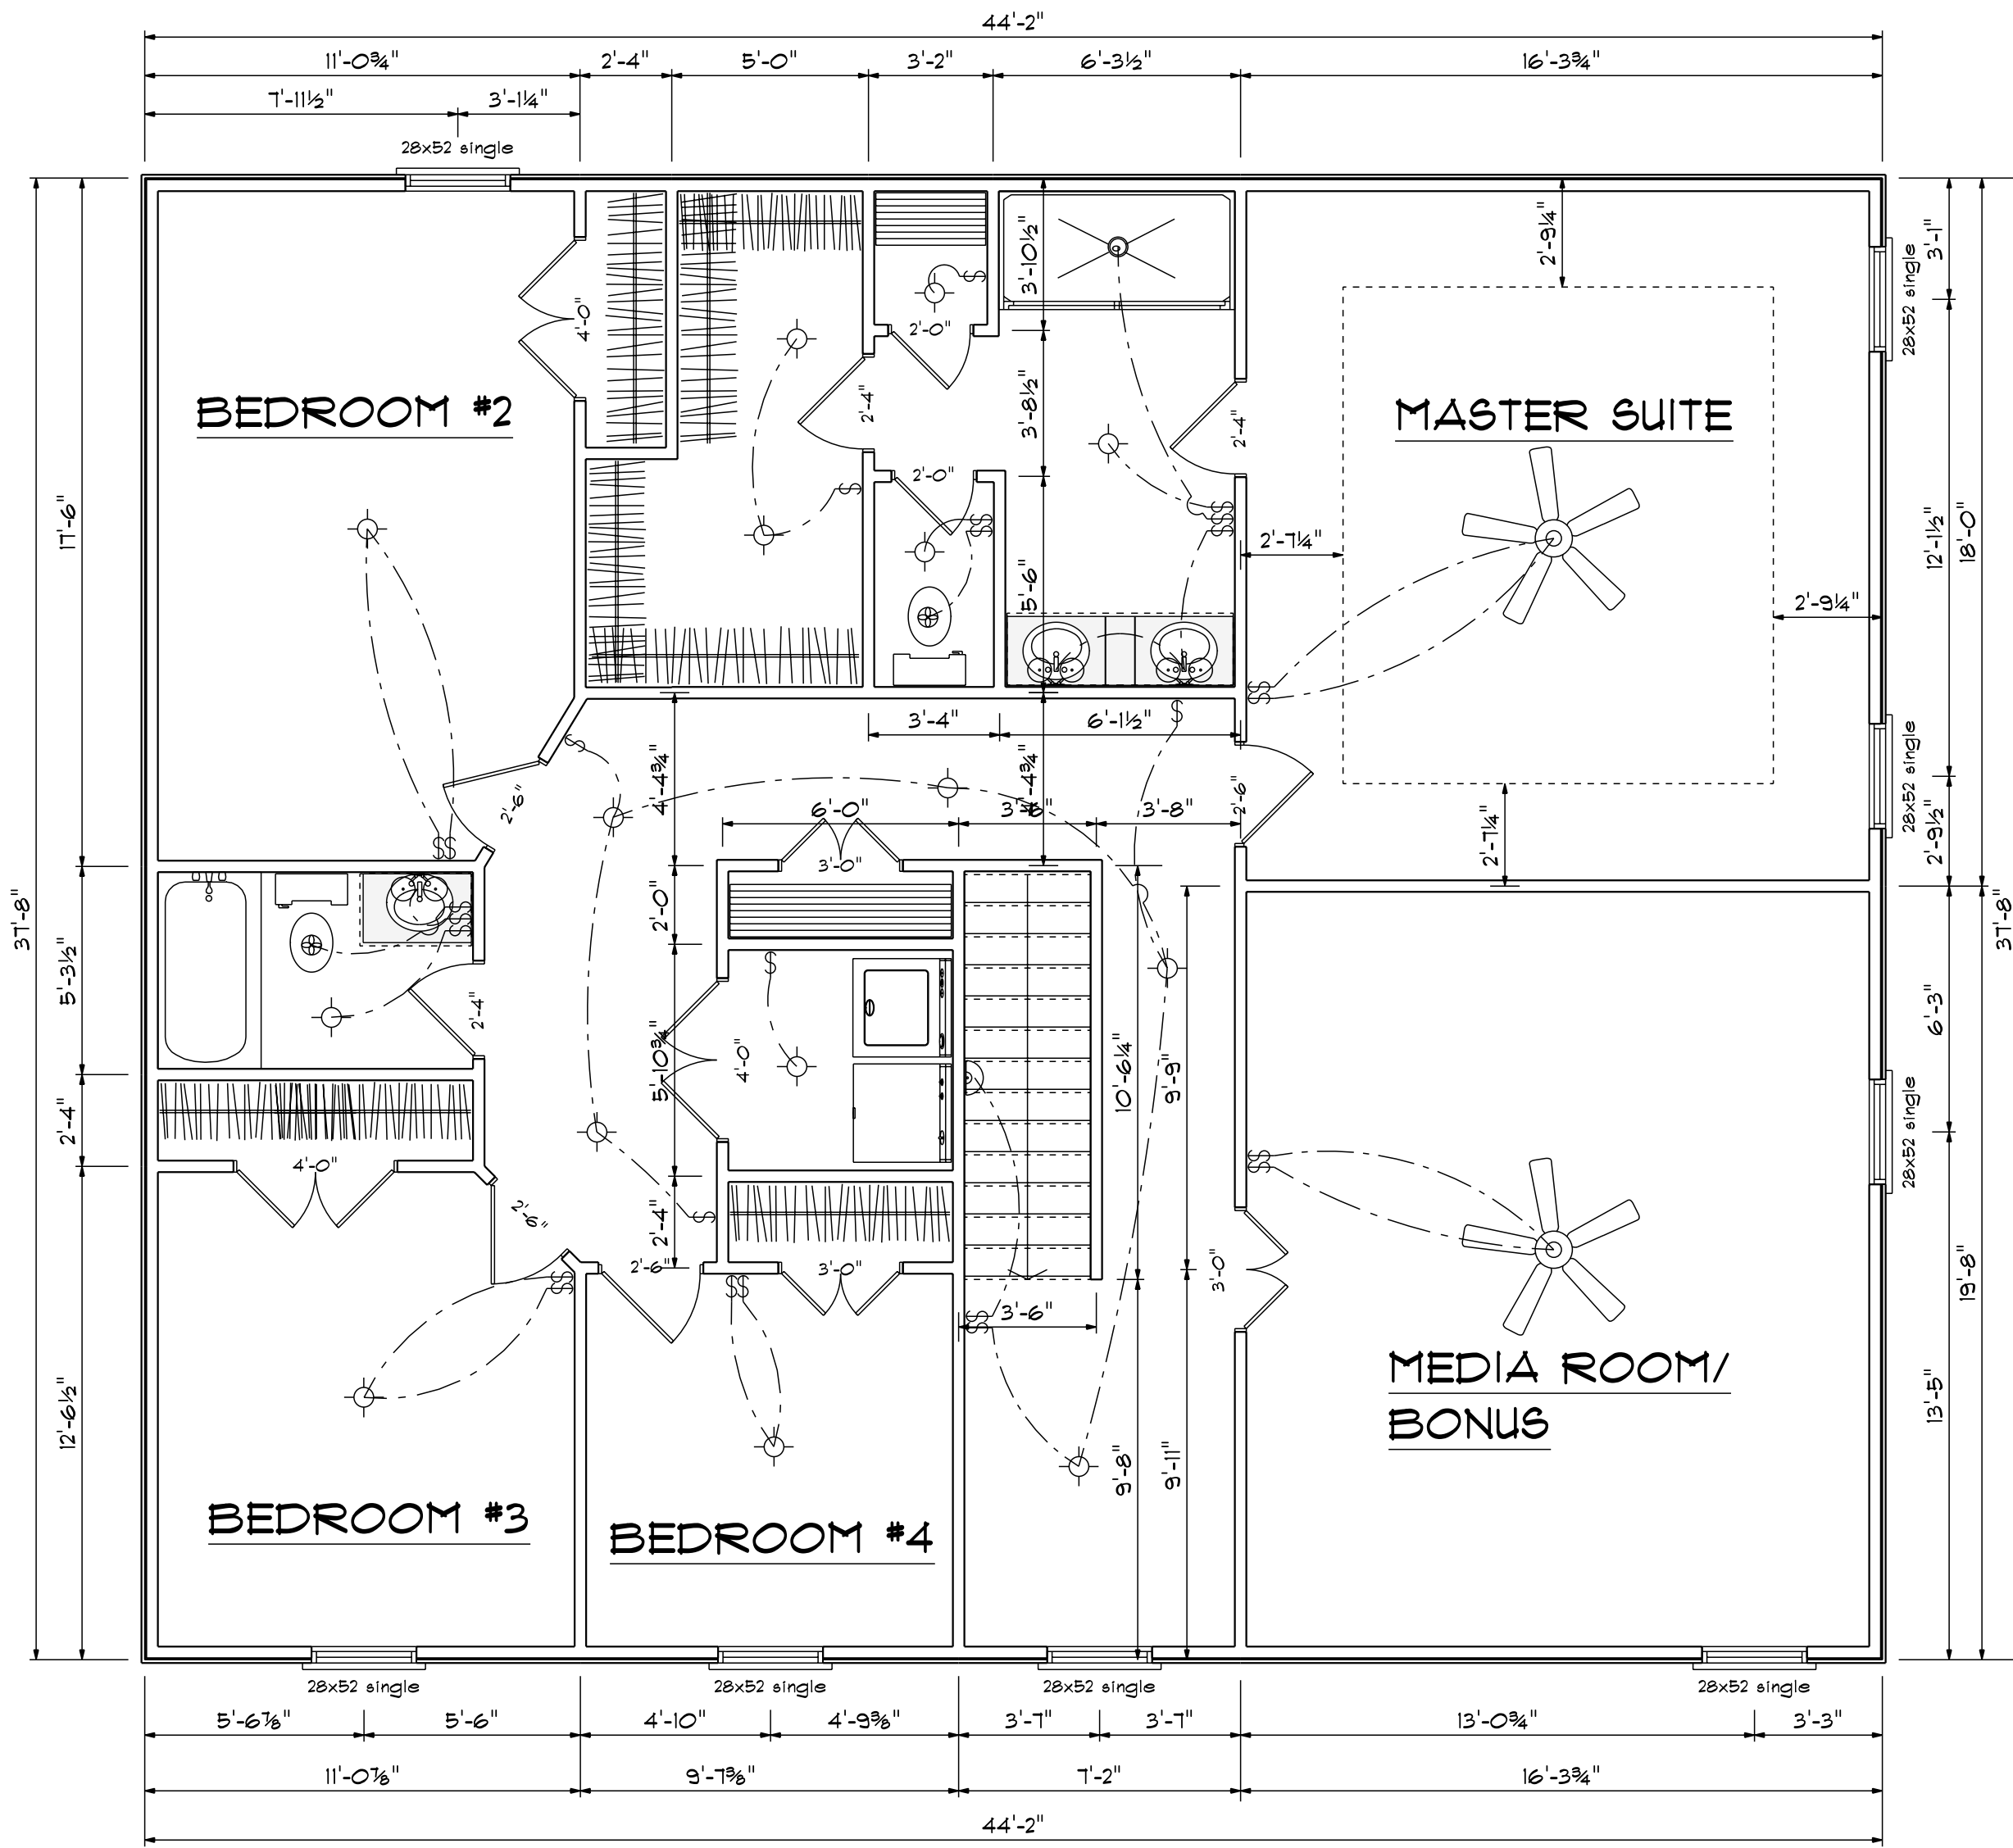 44'-2"
11'-0¾" 2'-4" 5'-0" 3'-2" 6'-3½" 16'-3¾"
7'-11½" 3'-1¼"
28x52 single
3'-10½" 2'-9¼" 3'-1"
28x52 single
4'-0" 2'-0"
BEDROOM #2 2'-4" 3'-8½" 2'-4" MASTER SUITE
$
2'-0"
17'-6" $ $$ $$$ 2'-7¼" 12'-1½" 18'-0"
5'-6" 2'-9¼"
$$
3'-4" 6'-1½" $
$ 4'-4¾" 4'-4¾" 28x52 single
2'-6" 6'-0" 3'-6" 3'-8" 2'-6"
$$ 3'-0" 2'-7¼" 2'-9½"
2'-0"
37'-8" $$$ 37'-8"
5'-3½" $ 6'-3"
2'-4" 5'-10¾" 4'-0" 10'-6¼" 9'-9"
2'-4" 28x52 single
4'-0" $$
2'-6" $ 2'-4"
$$ 2'-6" 3'-0" 3'-0" 19'-8"
$$ $$ 3'-6"
12'-6½" MEDIA ROOM/ 13'-5"
BONUS
9'-8" 9'-11"
BEDROOM #3 BEDROOM #4
28x52 single 28x52 single 28x52 single 28x52 single
5'-6⅞" 5'-6" 4'-10" 4'-9⅜" 3'-7" 3'-7" 13'-0¾" 3'-3"
11'-0⅞" 9'-7⅜" 7'-2" 16'-3¾"
44'-2"